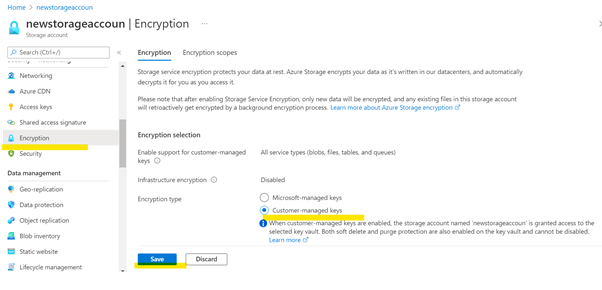 Home > newstorageaccoun
newstorageaccoun | Encryption ...
Storage account
Search (Ctrl+/)
Networking
Azure CDN
Access keys
Shared access signature
Encryption
Security
Data management
Geo-replication
Data protection
Object replication
Blob inventory
Static website
Lifecycle management
Encryption Encryption scopes
Storage service encryption protects your data at rest. Azure Storage encrypts your data as it's written in our datacenters, and automatically
decrypts it for you as you access it.
Please note that after enabling Storage Service Encryption, only new data will be encrypted, and any existing files in this storage account
will retroactively get encrypted by a background encryption process. Learn more about Azure Storage encryption
Encryption selection
Enable support for customer-managed All service types (blobs, files, tables, and queues)
keys
Infrastructure encryption Disabled
Encryption type Microsoft-managed keys
Customer-managed keys
When customer-managed keys are enabled, the storage account named 'newstorageaccoun' is granted access to the
selected key vault. Both soft delete and purge protection are also enabled on the key vault and cannot be disabled.
Learn more
Save Discard